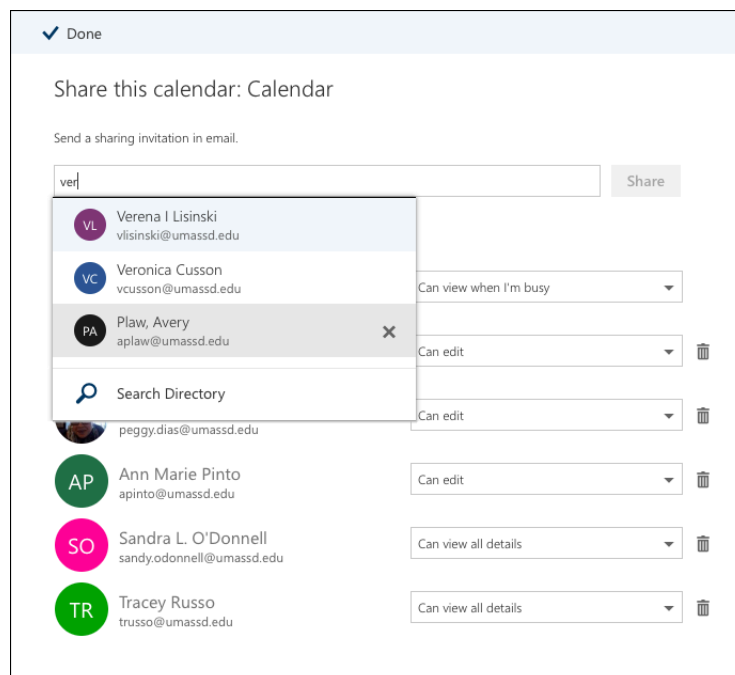 Done
Share this calendar: Calendar
Send a sharing invitation in email.
ver
Share
VL
Verena I Lisinski
vlisinski@umassd.edu
VC
Veronica Cusson
vcusson@umassd.edu
Can view when I'm busy
PA
Plaw, Avery
aplaw@umassd.edu
Can edit
Search Directory
peggy.dias@umassd.edu
Can edit
AP
Ann Marie Pinto
apinto@umassd.edu
Can edit
SO
Sandra L. O'Donnell
sandy.odonnell@umassd.edu
Can view all details
TR
Tracey Russo
trusso@umassd.edu
Can view all details